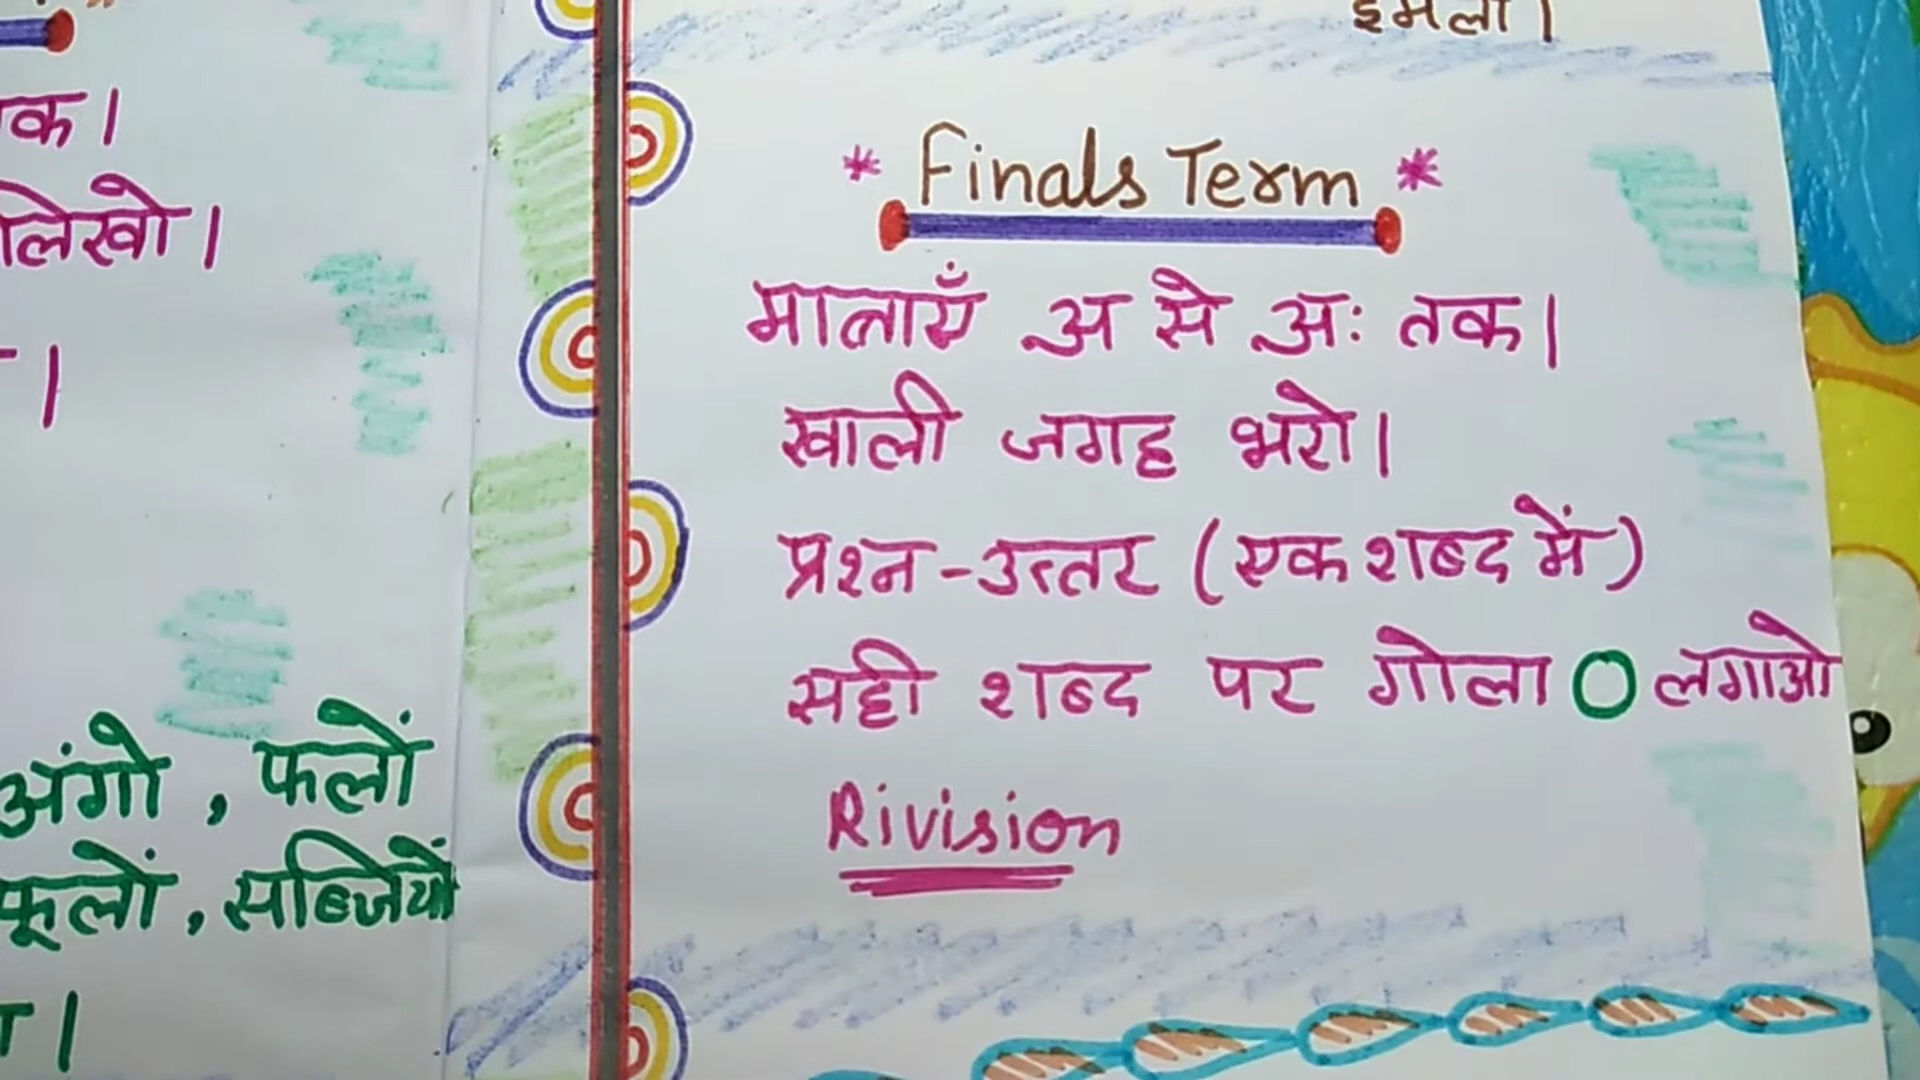 क।
लिखो।
अंगो, फलों
फूलों, सब्जियों
इमली।
* Finals Term *
मात्राएँ अ से अः तक।
खाली जगह भरो।
प्रश्न-उत्तर (एक शब्द में)
सही शब्द पर गोला O लगाओ
Rivision